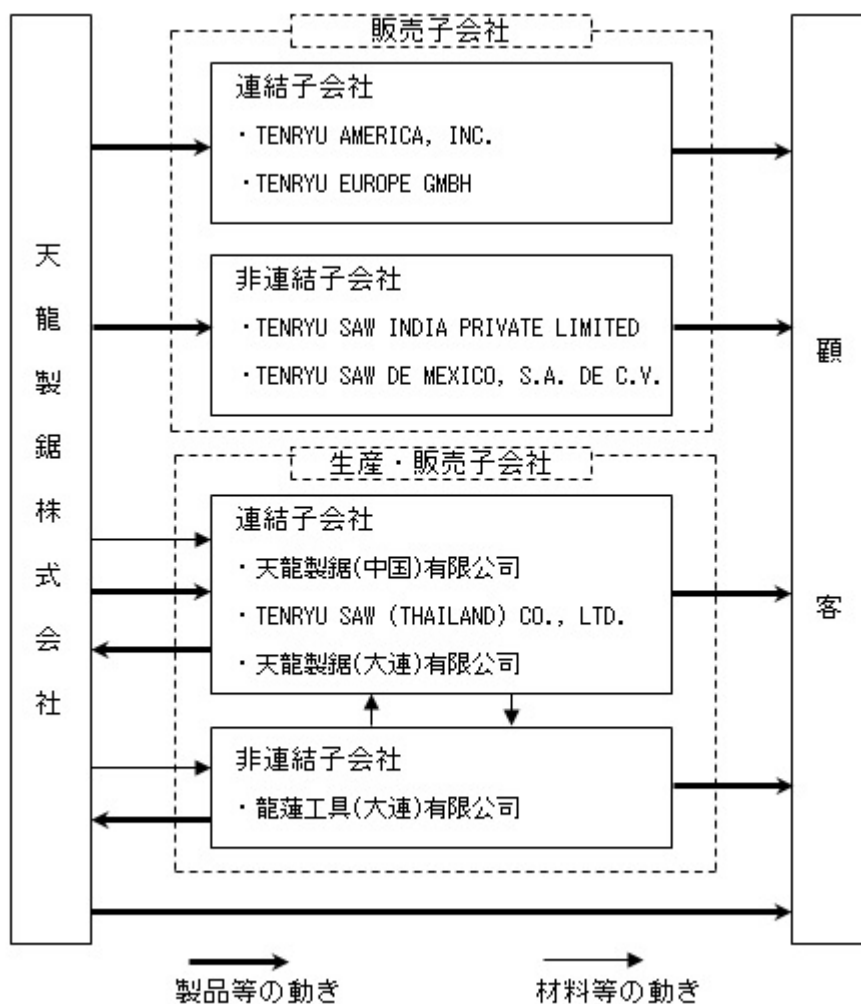 天龍製鋸株式会社
販売子会社
連結子会社
・TENRYU AMERICA, INC.
・TENRYU EUROPE GMBH
非連結子会社
・TENRYU SAW INDIA PRIVATE LIMITED
・TENRYU SAW DE MEXICO, S.A. DE C.V.
生産・販売子会社
連結子会社
・天龍製鋸(中国)有限公司
・TENRYU SAW (THAILAND) CO., LTD.
・天龍製鋸(大連)有限公司
非連結子会社
・龍蓮工具(大連)有限公司
顧客
製品等の動き
材料等の動き